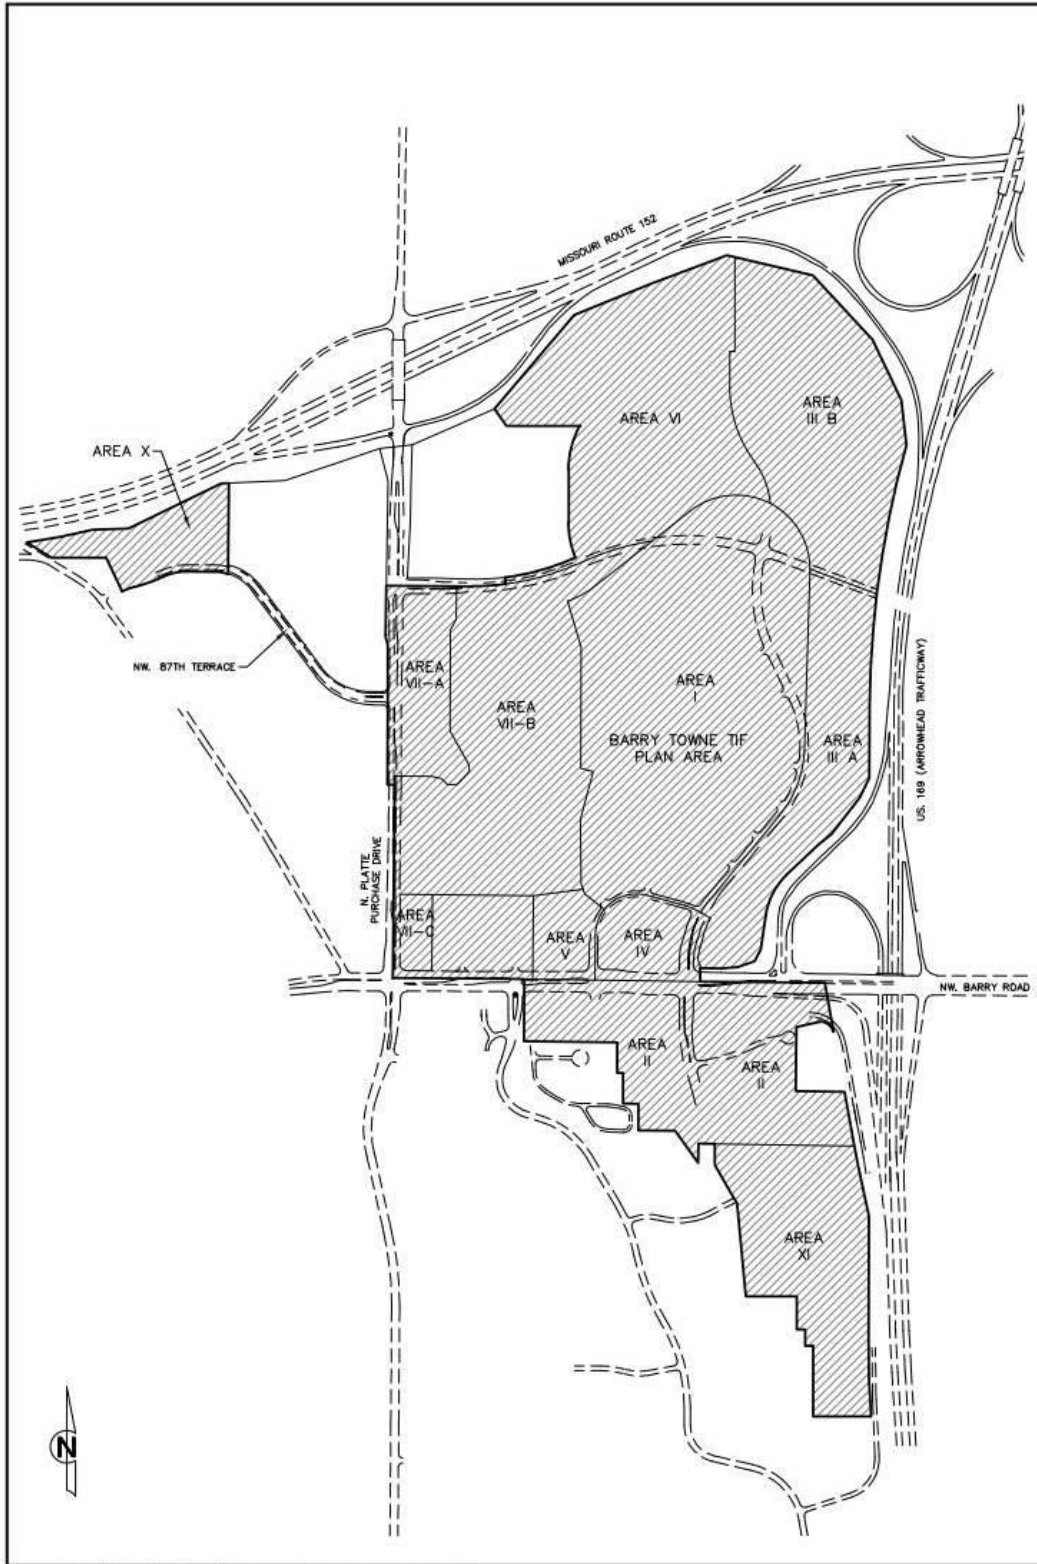 MISSOURI ROUTE 152
AREA VI
AREA
III B
AREA X
NW. 87TH TERRACE
AREA
VII-A
AREA
VII-B
AREA
I
BARRY TOWNE TIF
PLAN AREA
AREA
III A
US. 169 (ARROWHEAD TRAFFICWAY)
N. PLATTE
PURCHASE DRIVE
AREA
VII-C
AREA
V
AREA
IV
NW. BARRY ROAD
AREA
II
AREA
II
AREA
XI
N